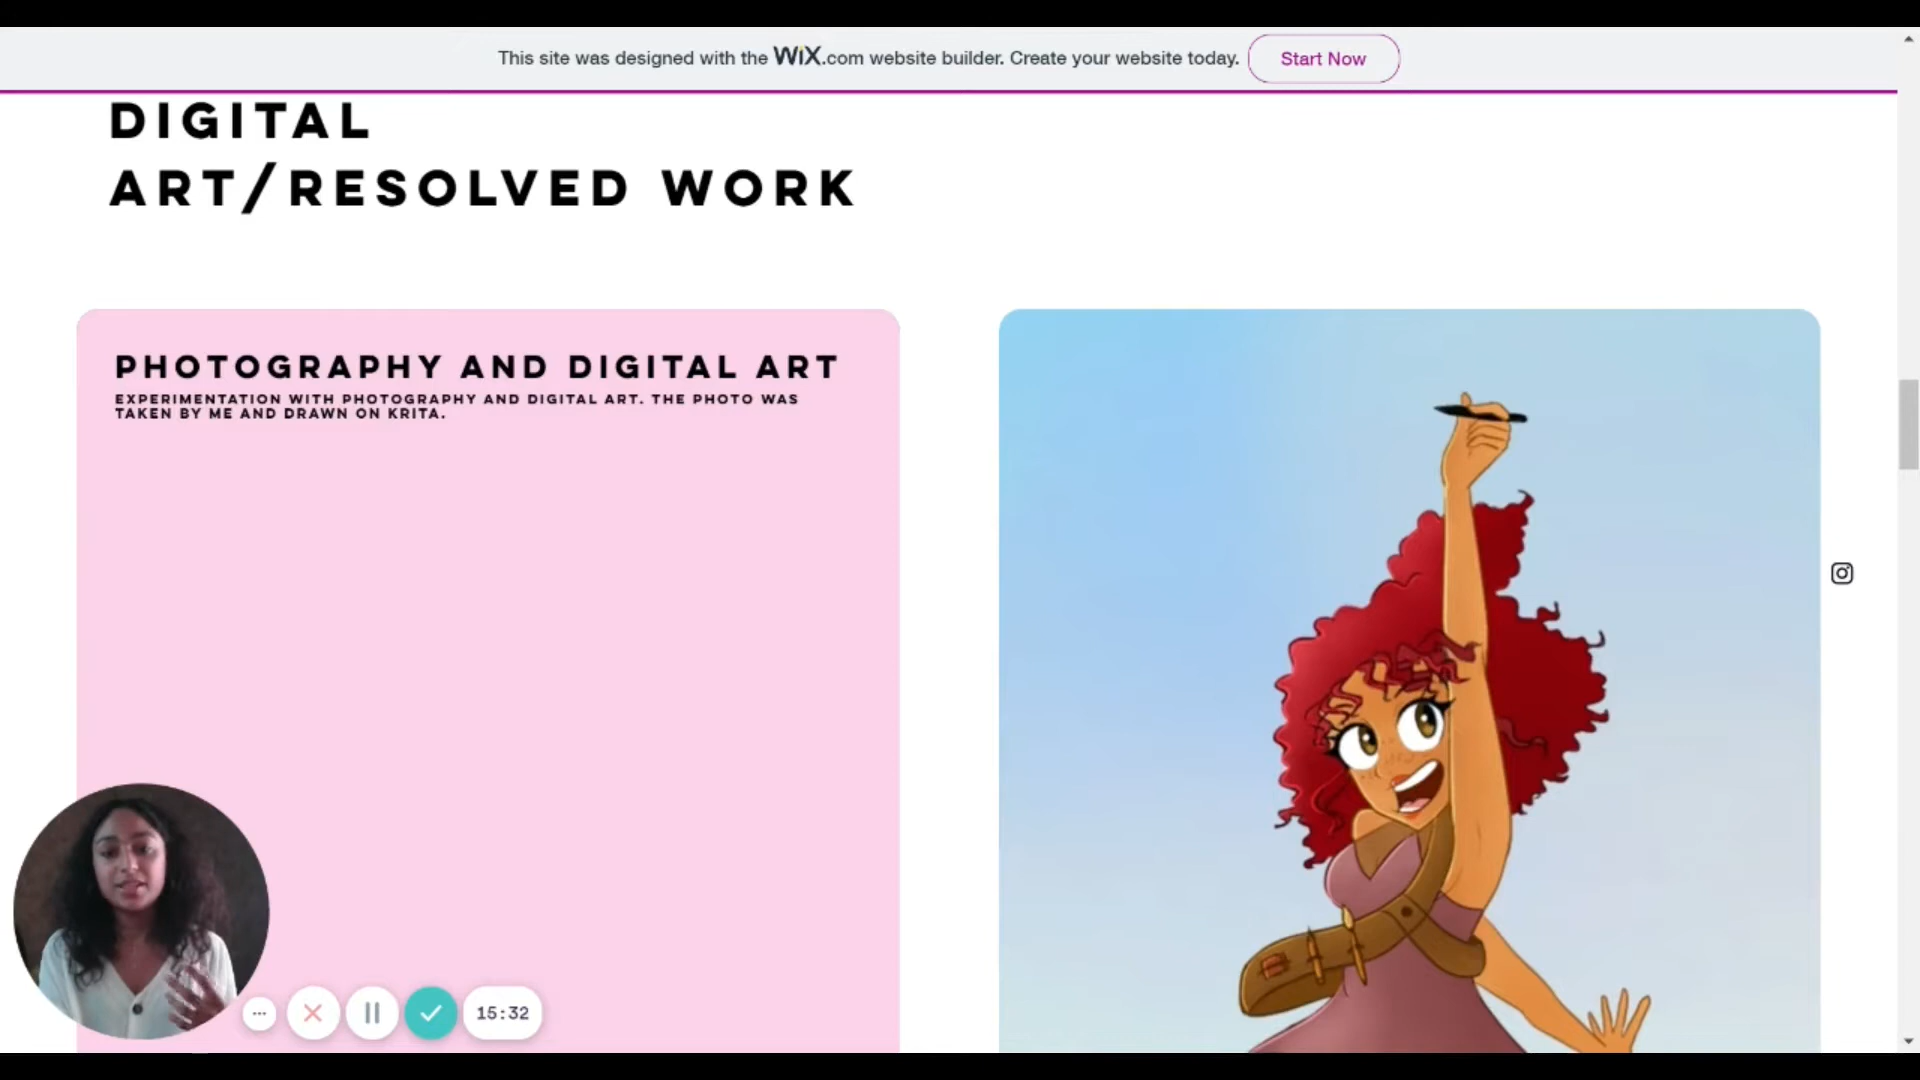 This site was designed with the WiX.com website builder. Create your website today. Start Now
DIGITAL
ART/RESOLVED WORK
PHOTOGRAPHY AND DIGITAL ART
EXPERIMENTATION WITH PHOTOGRAPHY AND DIGITAL ART. THE PHOTO WAS
TAKEN BY ME AND DRAWN ON KRITA.
15:32